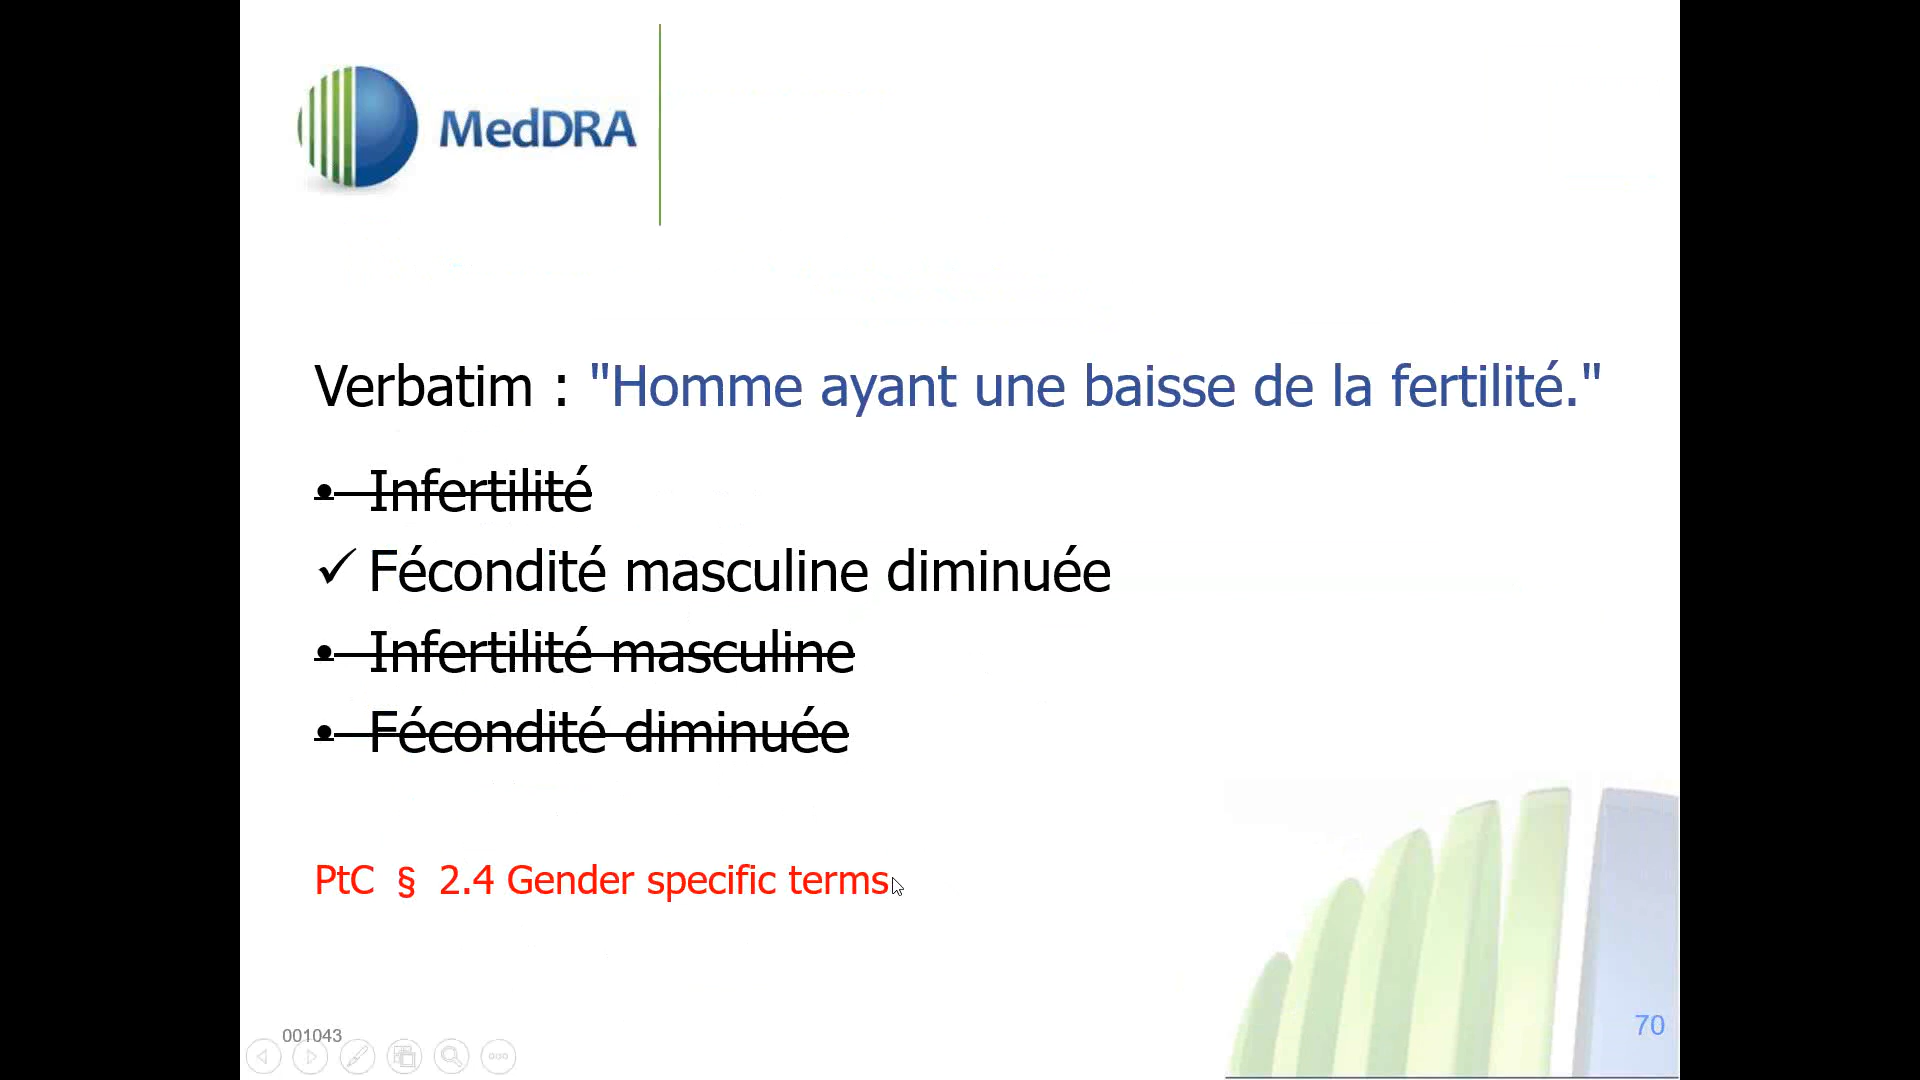 MedDRA
Verbatim : "Homme ayant une baisse de la fertilité."
• Infertilité
✓ Fécondité masculine diminuée
• Infertilité masculine
• Fécondité diminuée
PtC § 2.4 Gender specific terms
001043
70